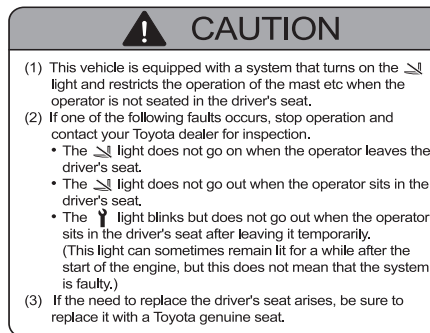 CAUTION
(1) This vehicle is equipped with a system that turns on the
light and restricts the operation of the mast etc when the
operator is not seated in the driver's seat.
(2) If one of the following faults occurs, stop operation and
contact your Toyota dealer for inspection.
• The light does not go on when the operator leaves the
driver's seat.
• The light does not go out when the operator sits in the
driver's seat.
• The light blinks but does not go out when the operator
sits in the driver's seat after leaving it temporarily.
(This light can sometimes remain lit for a while after the
start of the engine, but this does not mean that the system
is faulty.)
(3) If the need to replace the driver's seat arises, be sure to
replace it with a Toyota genuine seat.